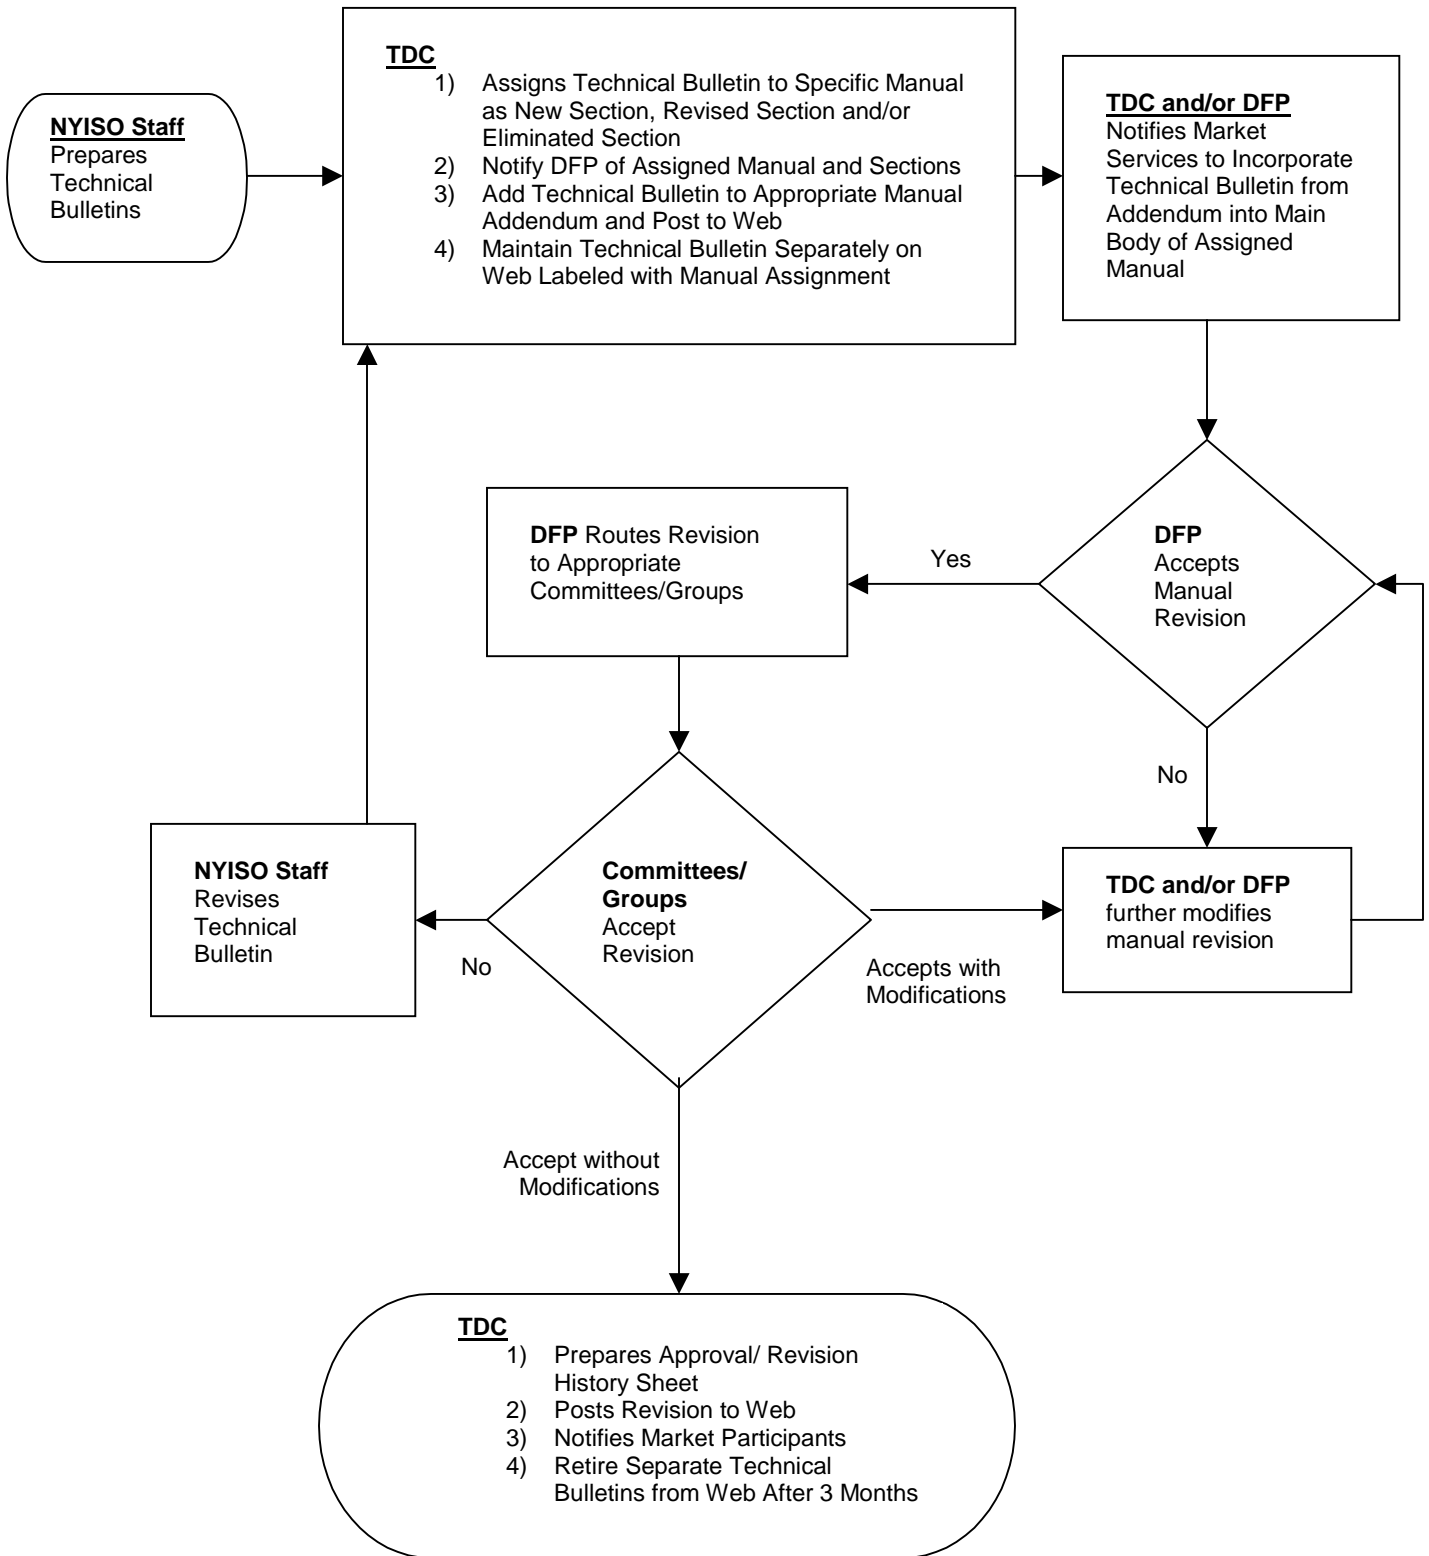 NYISO Staff
Prepares
Technical
Bulletins
TDC
1) Assigns Technical Bulletin to Specific Manual
as New Section, Revised Section and/or
Eliminated Section
2) Notify DFP of Assigned Manual and Sections
3) Add Technical Bulletin to Appropriate Manual
Addendum and Post to Web
4) Maintain Technical Bulletin Separately on
Web Labeled with Manual Assignment
TDC and/or DFP
Notifies Market
Services to Incorporate
Technical Bulletin from
Addendum into Main
Body of Assigned
Manual
DFP
Accepts
Manual
Revision
Yes
No
DFP Routes Revision
to Appropriate
Committees/Groups
TDC and/or DFP
further modifies
manual revision
Committees/
Groups
Accept
Revision
No
Accepts with
Modifications
NYISO Staff
Revises
Technical
Bulletin
Accept without
Modifications
TDC
1) Prepares Approval/ Revision
History Sheet
2) Posts Revision to Web
3) Notifies Market Participants
4) Retire Separate Technical
Bulletins from Web After 3 Months